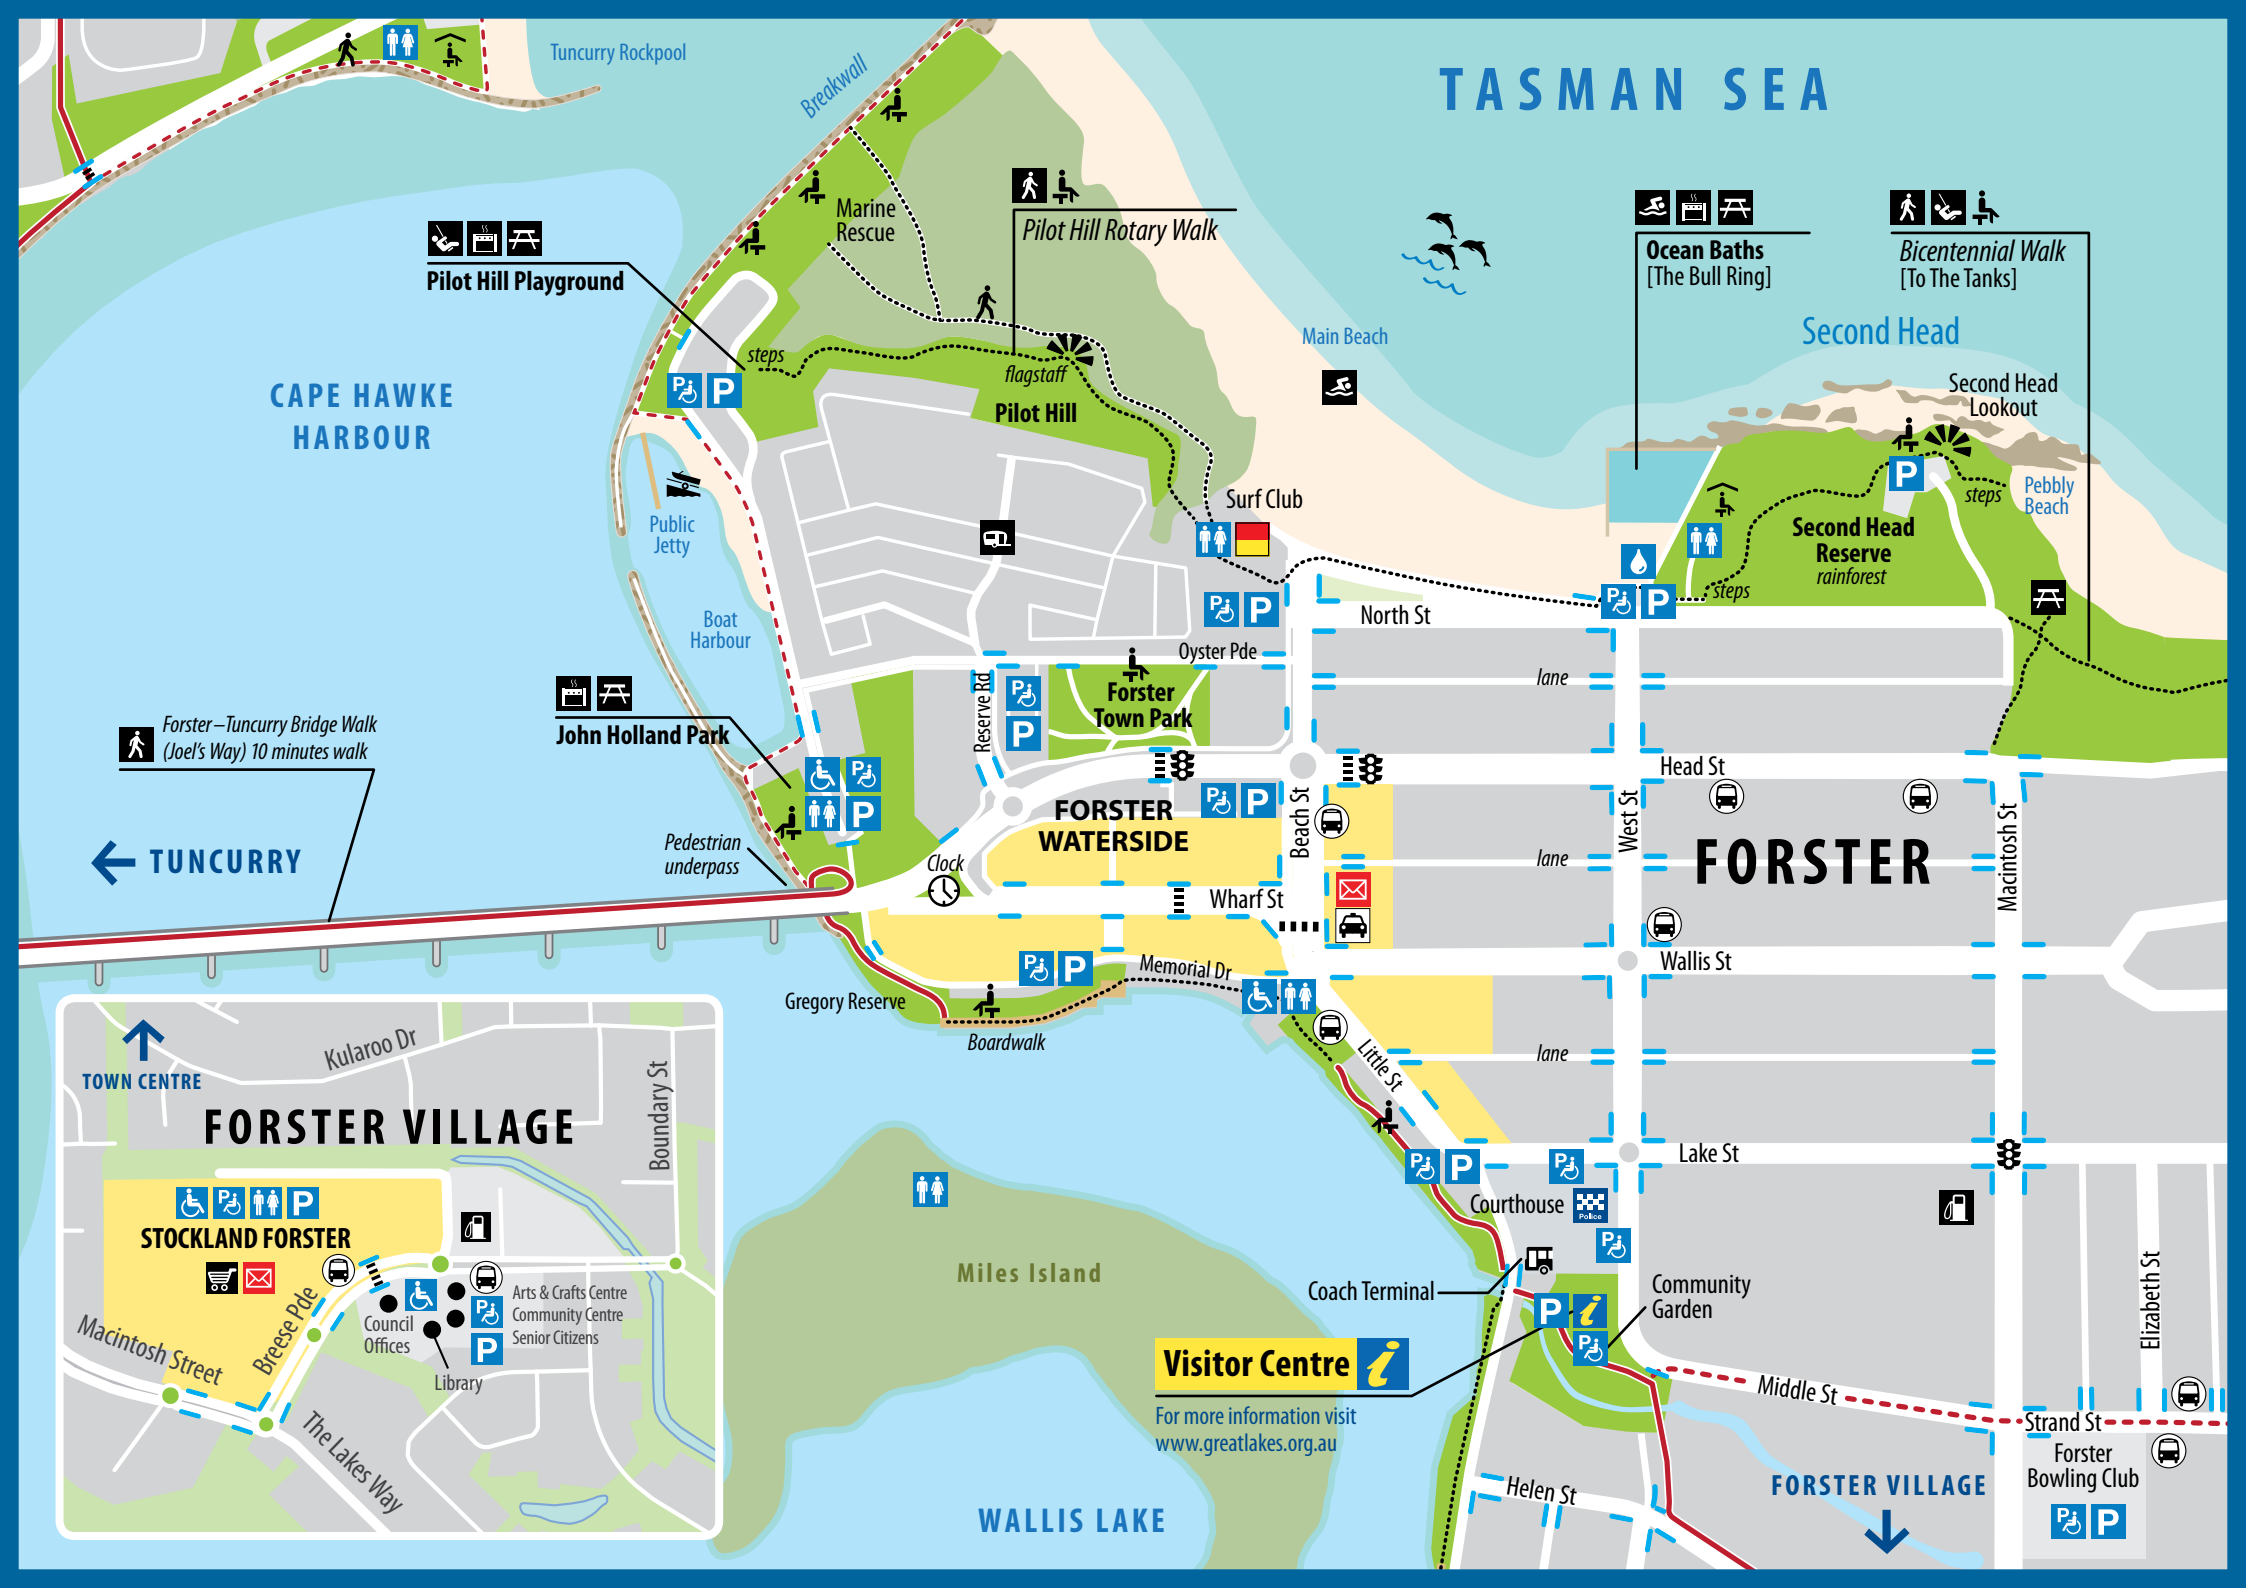 Tuncurry Rockpool
Breakwall
TASMAN SEA
Marine
Rescue
Pilot Hill Rotary Walk
Pilot Hill Playground
Ocean Baths
[The Bull Ring]
Bicentennial Walk
[To The Tanks]
Second Head
Main Beach
CAPE HAWKE
HARBOUR
steps
flagstaff
Pilot Hill
P
P
Second Head
Lookout
P
steps
Pebbly
Beach
Surf Club
Public
Jetty
Second Head
Reserve
rainforest
steps
P
P
P
P
North St
Boat
Harbour
Oyster Pde
lane
Reserve Rd
P
P
Forster
Town Park
Forster–Tuncurry Bridge Walk
(Joel's Way) 10 minutes walk
John Holland Park
P
P
Head St
P
P
FORSTER
WATERSIDE
Beach St
West St
Macintosh St
Pedestrian
underpass
TUNCURRY
Clock
lane
FORSTER
Wharf St
P
P
Memorial Dr
Wallis St
Gregory Reserve
Boardwalk
Little St
lane
TOWN CENTRE
Kularoo Dr
Boundary St
FORSTER VILLAGE
P
P
STOCKLAND FORSTER
Breese Pde
Macintosh Street
Council
Offices
Library
P
P
Arts & Crafts Centre
Community Centre
Senior Citizens
The Lakes Way
Miles Island
WALLIS LAKE
P
P
P
Lake St
Courthouse
Police
P
Coach Terminal
P
i
P
Community
Garden
Visitor Centre i
For more information visit
www.greatlakes.org.au
Elizabeth St
Middle St
Strand St
Forster
Bowling Club
P
P
Helen St
FORSTER VILLAGE